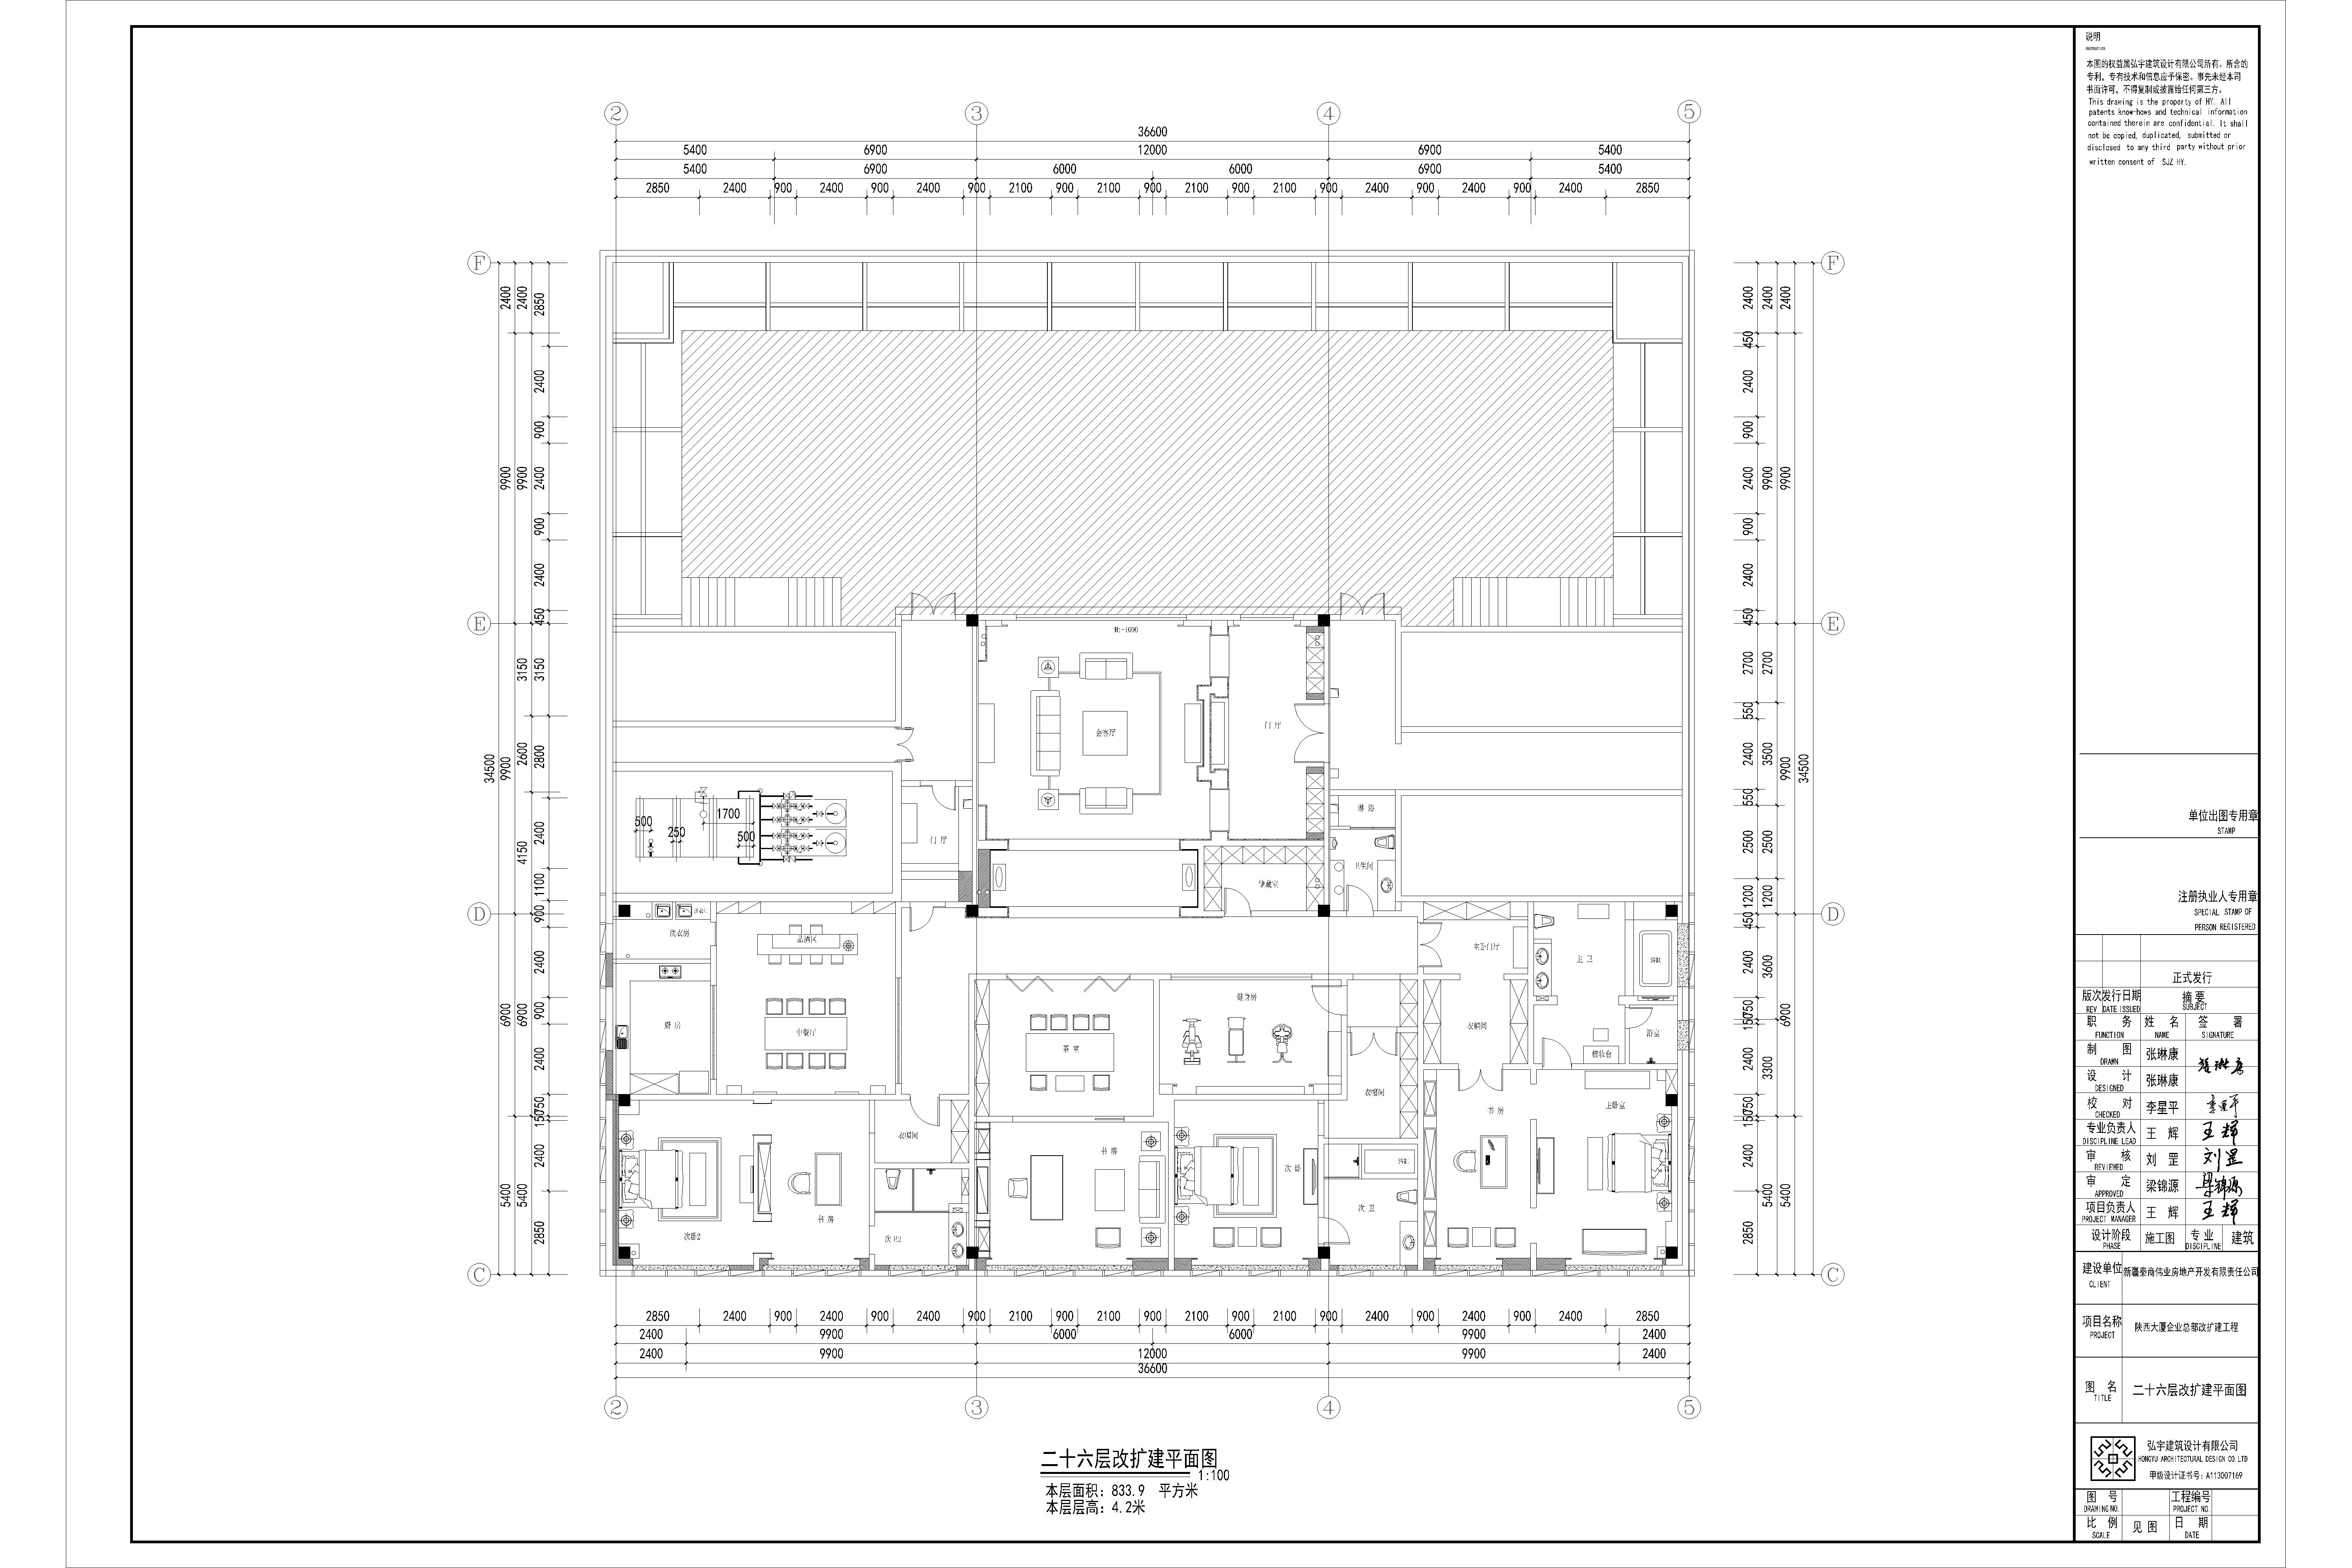 说明
INSTRUCTION
本图的权益属弘宇建筑设计有限公司所有。所含的
专利，专有技术和信息应予保密。事先未经本司
书面许可，不得复制或披露给任何第三方。
This drawing is the property of HY. All
patents know-hows and technical information
contained therein are confidential. It shall
not be copied, duplicated, submitted or
disclosed to any third party without prior
written consent of SJZ HY.
② ③ ④ ⑤
36600
5400 6900 12000 6900 5400
5400 6900 6000 6000 6900 5400
2850 2400 900 2400 900 2400 900 2100 900 2100 900 2100 900 2100 900 2400 900 2400 900 2400 2850
F F
E E
D D
C C
34500
2400 9900 9900 6900 5400
2400 9900 3150 2600 4150 6900 5400
2850 2400 900 2400 900 2400 450 3150 2800 2400 1100 900 2400 900 2400 750 150 2400 2850
2400 450 2400 900 2400 900 2400 450 2700 550 2400 550 2500 1200 450 2400 750 150 2400 750 150 2400 2850
2400 9900 2700 3500 2500 1200 3600 3300 5400
2400 9900 9900 6900 5400
34500
H:-1000
会客厅
门 厅
500
250
1700
500
门 厅
淋 浴
卫生间
储藏室
洗衣房
品酒区
主卧门厅
主 卫
浴缸
健身房
厨 房
中餐厅
茶 室
衣帽间
浴室
梳妆台
衣帽间
衣帽间
书 房
主卧室
书 房
次 卧
浴缸
书 房
次 卫
次卧2
次卫2
2850 2400 900 2400 900 2400 900 2100 900 2100 900 2100 900 2100 900 2400 900 2400 900 2400 2850
2400 9900 6000 6000 9900 2400
2400 9900 12000 9900 2400
36600
② ③ ④ ⑤
二十六层改扩建平面图
1:100
本层面积：833.9 平方米
本层层高：4.2米
单位出图专用章
STAMP
注册执业人专用章
SPECIAL STAMP OF
PERSON REGISTERED
正式发行
版次 发行日期 摘 要
REV DATE ISSUED SUBJECT
职 务 姓 名 签 署
FUNCTION NAME SIGNATURE
制 图 张琳康 张琳康
DRAWN
设 计 张琳康
DESIGNED
校 对 李星平 李星平
CHECKED
专业负责人 王 辉 王辉
DISCIPLINE LEAD
审 核 刘 罡 刘罡
REVIEWED
审 定 梁锦源 梁锦源
APPROVED
项目负责人 王 辉 王辉
PROJECT MANAGER
设计阶段 施工图 专 业 建筑
PHASE DISCIPLINE
建设单位 新疆秦商伟业房地产开发有限责任公司
CLIENT
项目名称 陕西大厦企业总部改扩建工程
PROJECT
图 名 二十六层改扩建平面图
TITLE
弘宇建筑设计有限公司
HONGYU ARCHITECTURAL DESIGN CO. LTD
甲级设计证书号：A113007169
图 号 工程编号
DRAWING NO. PROJECT NO.
比 例 见 图 日 期
SCALE DATE